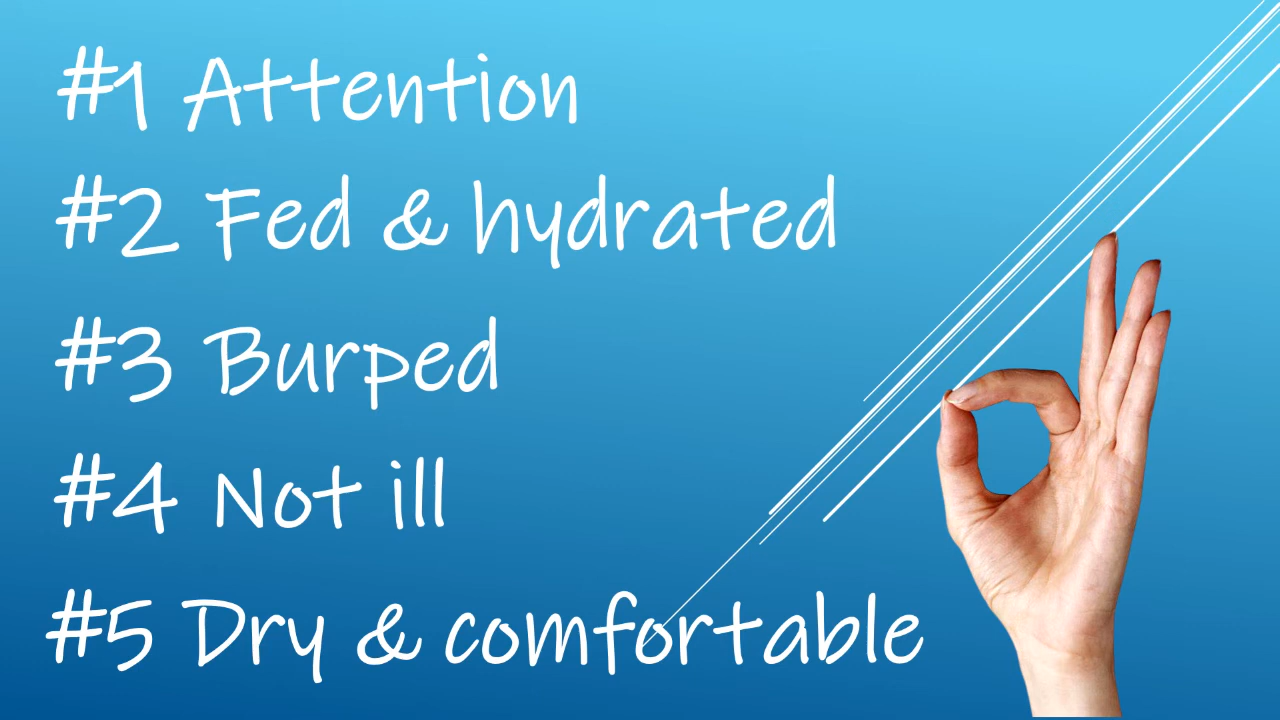 #1 Attention
#2 Fed & hydrated
#3 Burped
#4 Not ill
#5 Dry & comfortable